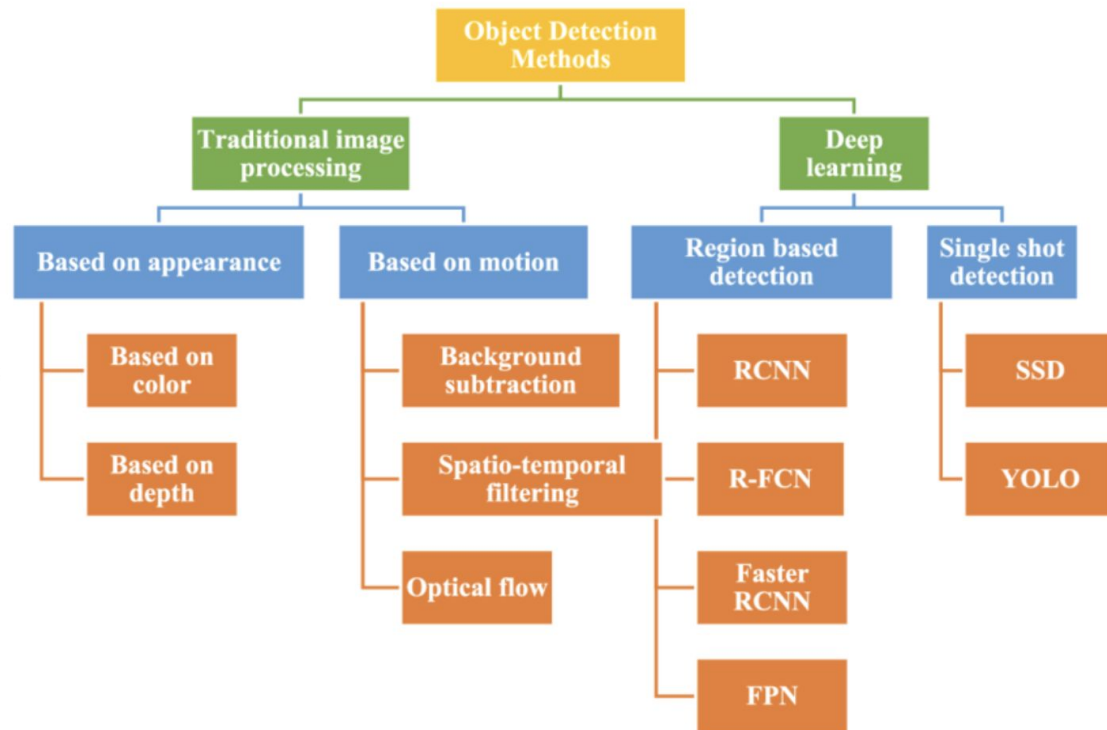 Object Detection
Methods
Traditional image
processing
Deep
learning
Based on appearance
Based on motion
Region based
detection
Single shot
detection
Based on
color
Background
subtraction
RCNN
SSD
Based on
depth
Spatio-temporal
filtering
R-FCN
YOLO
Optical flow
Faster
RCNN
FPN